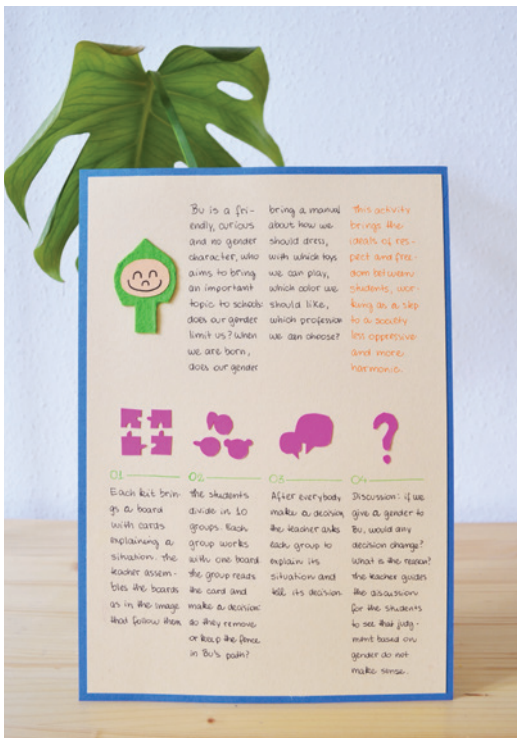 Bu is a fri-
endly, curious
and no gender
character, who
aims to bring
an important
topic to schools:
does our gender
limit us? When
we are born,
does our gender
bring a manual
about how we
should dress,
with which toys
we can play,
which color we
should like,
which profession
we can choose?
This activity
brings the
ideals of res-
pect and free-
dom between
students, wor-
king as a step
to a society
less oppressive
and more
harmonic.
?
01
Each kit brin-
gs a board
with cards
explaining a
situation. The
teacher assem-
bles the boards
as in the image
that follow them
02
The students
divide in 10
groups. Each
group works
with one board.
The group reads
the card and
make a decision:
do they remove
or keep the fence
in Bu's path?
03
After everybody
make a decision,
the teacher asks
each group to
explain its
situation and
tell its decision.
04
Discussion: if we
give a gender to
Bu, would any
decision change?
What is the reason?
The teacher guides
the discussion
for the students
to see that judg-
ment based on
gender do not
make sense.